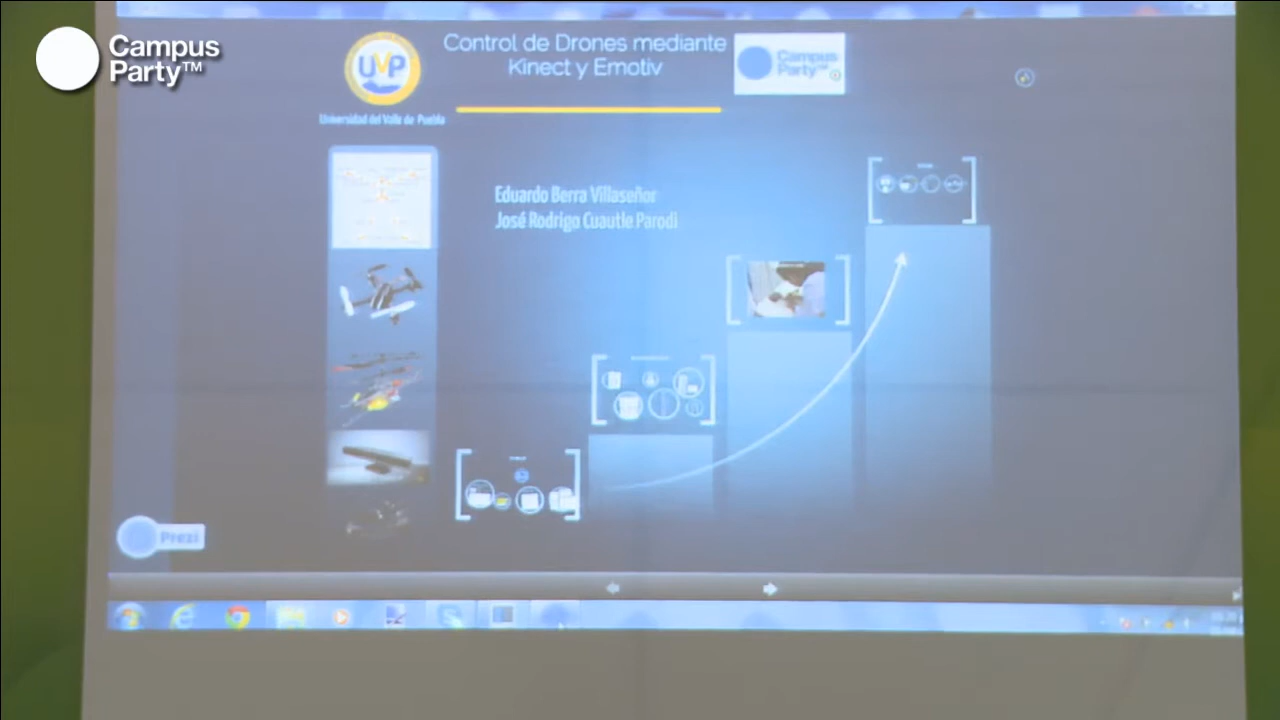 Campus
Party™
UVP
Control de Drones mediante
Kinect y Emotiv
Campus
Party™
Universidad del Valle de Puebla
Eduardo Berra Villaseñor
José Rodrigo Cuautle Parodi
Prezi